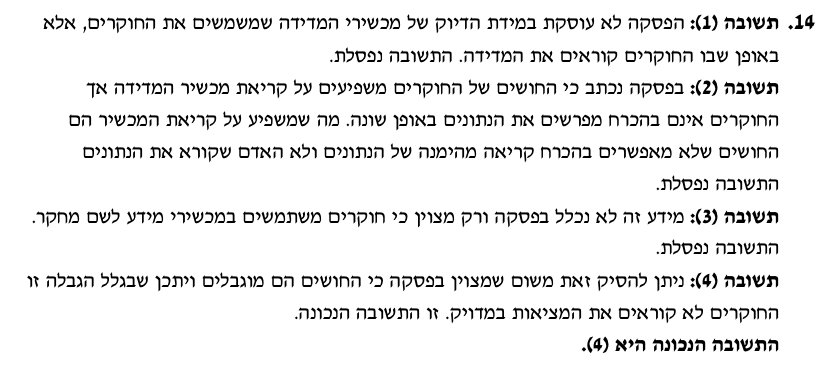 14. תשובה (1): הפסקה לא עוסקת במידת הדיוק של מכשירי המדידה שמשמשים את החוקרים, אלא
באופן שבו החוקרים קוראים את המדידה. התשובה נפסלת.
תשובה (2): בפסקה נכתב כי החושים של החוקרים משפיעים על קריאת מכשיר המדידה אך
החוקרים אינם בהכרח מפרשים את הנתונים באופן שונה. מה שמשפיע על קריאת המכשיר הם
החושים שלא מאפשרים בהכרח קריאה מהימנה של הנתונים ולא האדם שקורא את הנתונים
התשובה נפסלת.
תשובה (3): מידע זה לא נכלל בפסקה ורק מצוין כי חוקרים משתמשים במכשירי מידע לשם מחקר.
התשובה נפסלת.
תשובה (4): ניתן להסיק זאת משום שמצוין בפסקה כי החושים הם מוגבלים ויתכן שבגלל הגבלה זו
החוקרים לא קוראים את המציאות במדויק. זו התשובה הנכונה.
התשובה הנכונה היא (4).